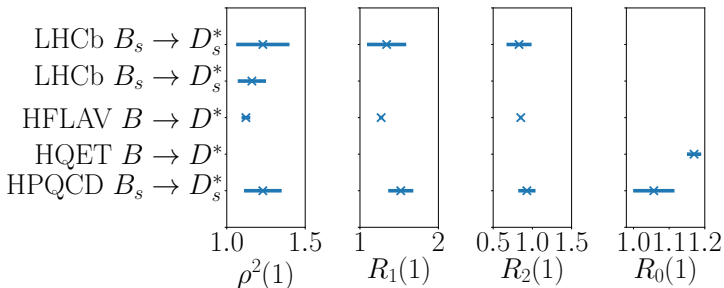 LHCb $B_s \to D_s^*$
LHCb $B_s \to D_s^*$
HFLAV $B \to D^*$
HQET $B \to D^*$
HPQCD $B_s \to D_s^*$
1.0 1.5 1 2 0.5 1.0 1.5 1.0 1.1 1.2
$\rho^2(1)$ $R_1(1)$ $R_2(1)$ $R_0(1)$